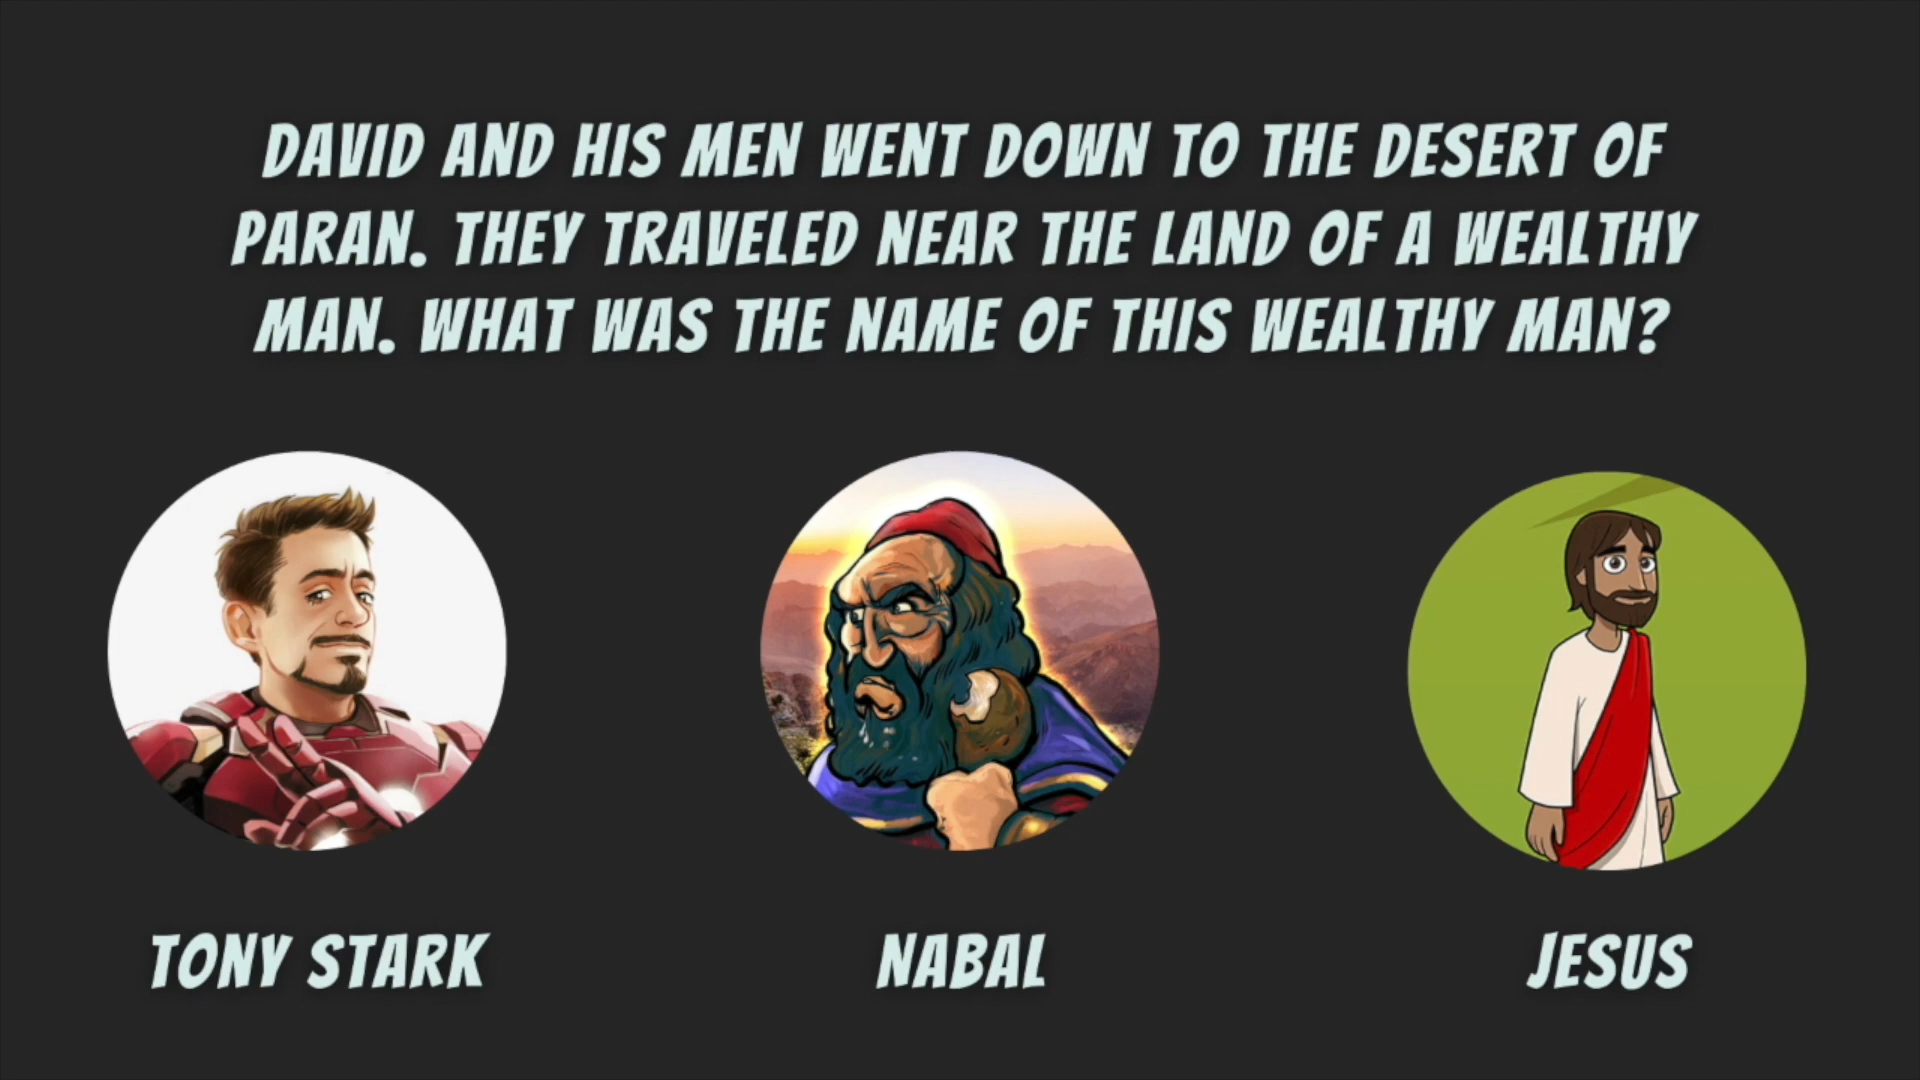 DAVID AND HIS MEN WENT DOWN TO THE DESERT OF
PARAN. THEY TRAVELED NEAR THE LAND OF A WEALTHY
MAN. WHAT WAS THE NAME OF THIS WEALTHY MAN?
TONY STARK
NABAL
JESUS